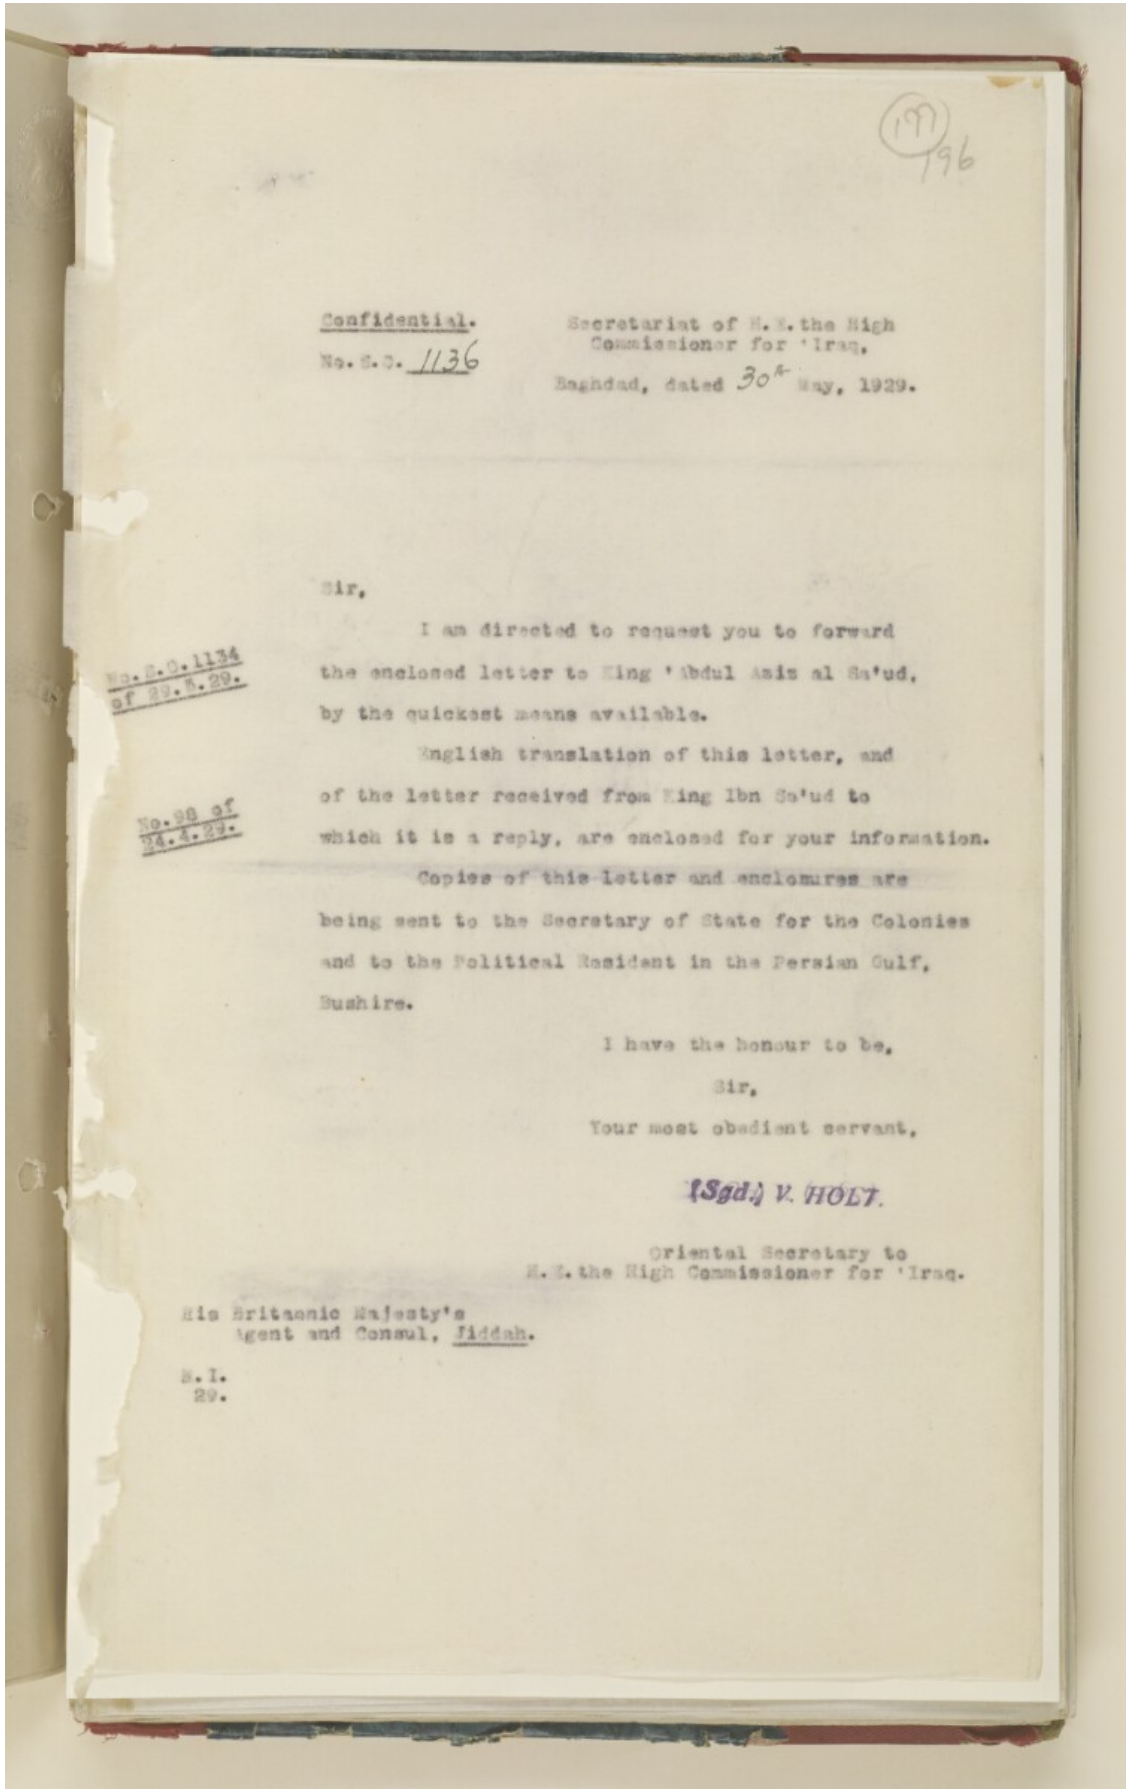 177
196
Confidential.
No. S.O. 1136
Secretariat of H.E. the High
Commissioner for 'Iraq,
Baghdad, dated 30th May, 1929.
Sir,
I am directed to request you to forward
No. S.O. 1134
of 29.5.29.
the enclosed letter to King 'Abdul Aziz al Sa'ud,
by the quickest means available.
English translation of this letter, and
of the letter received from King Ibn Sa'ud to
No. 98 of
24.4.29.
which it is a reply, are enclosed for your information.
Copies of this letter and enclosures are
being sent to the Secretary of State for the Colonies
and to the Political Resident in the Persian Gulf,
Bushire.
I have the honour to be,
Sir,
Your most obedient servant,
(Sgd.) V. HOLT.
Oriental Secretary to
H.E. the High Commissioner for 'Iraq.
His Britannic Majesty's
Agent and Consul, Jiddah.
N.I.
29.